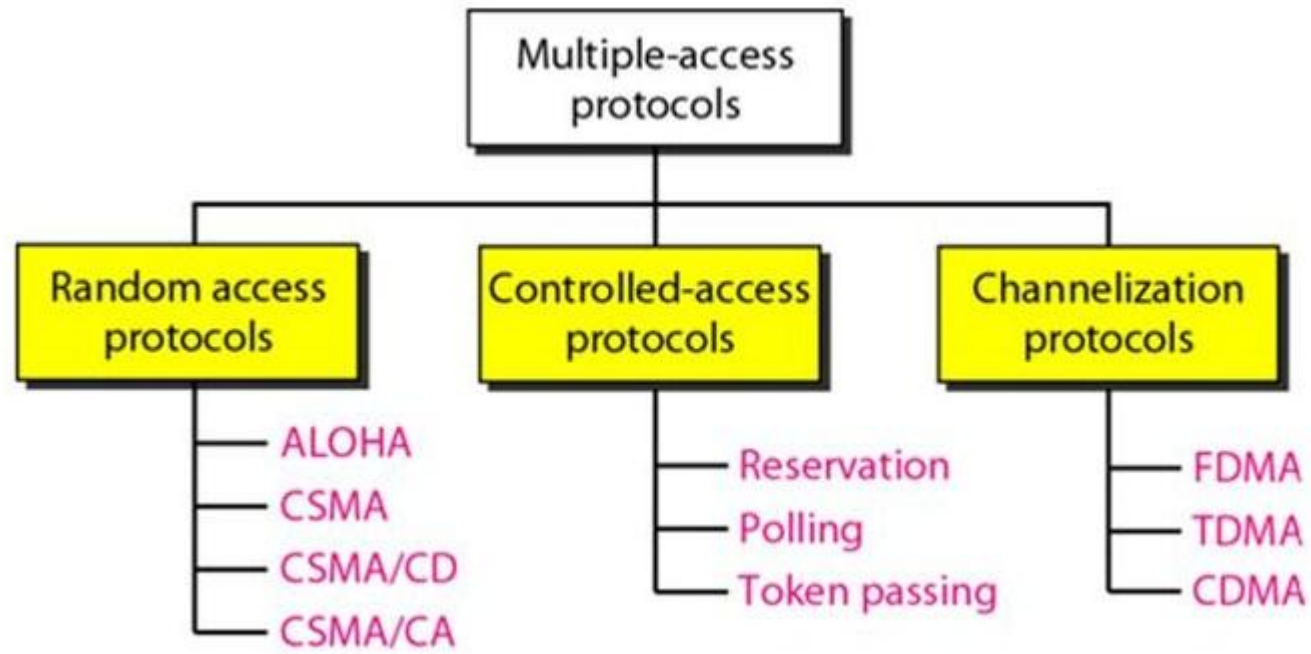 Multiple-access
protocols
Random access
protocols
Controlled-access
protocols
Channelization
protocols
ALOHA
CSMA
CSMA/CD
CSMA/CA
Reservation
Polling
Token passing
FDMA
TDMA
CDMA